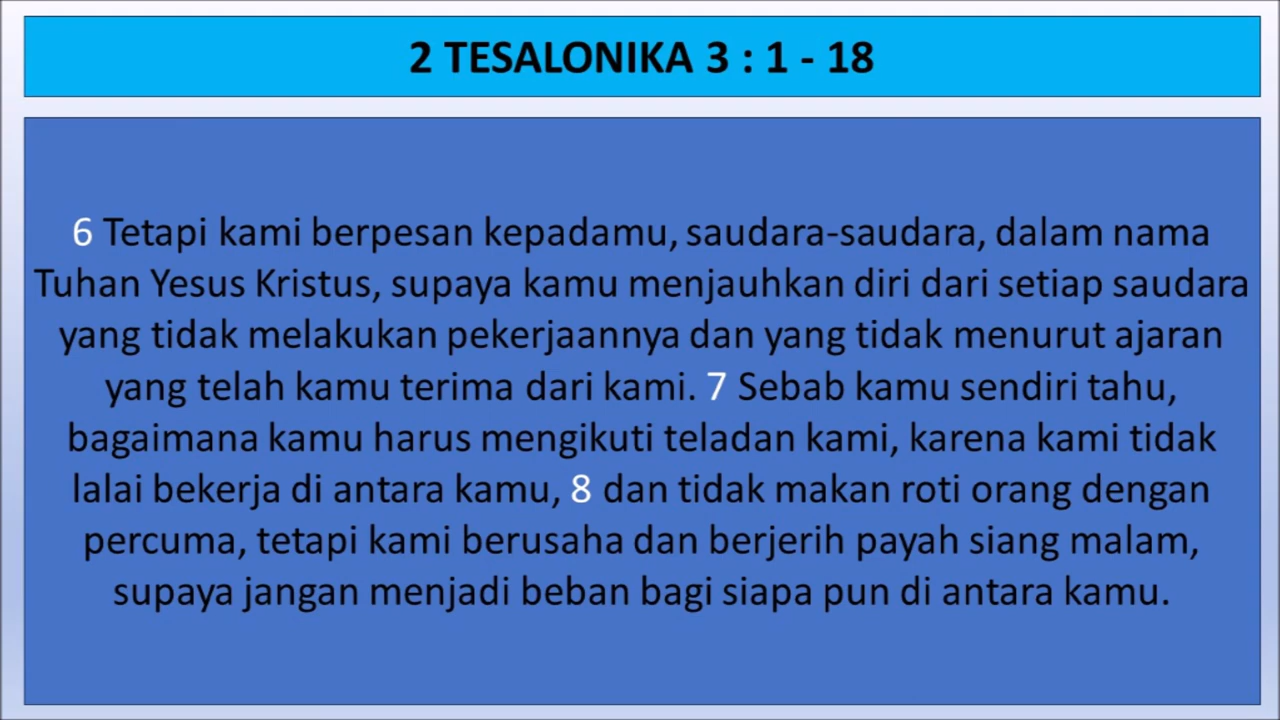 2 TESALONIKA 3 : 1 - 18
6 Tetapi kami berpesan kepadamu, saudara-saudara, dalam nama
Tuhan Yesus Kristus, supaya kamu menjauhkan diri dari setiap saudara
yang tidak melakukan pekerjaannya dan yang tidak menurut ajaran
yang telah kamu terima dari kami. 7 Sebab kamu sendiri tahu,
bagaimana kamu harus mengikuti teladan kami, karena kami tidak
lalai bekerja di antara kamu, 8 dan tidak makan roti orang dengan
percuma, tetapi kami berusaha dan berjerih payah siang malam,
supaya jangan menjadi beban bagi siapa pun di antara kamu.